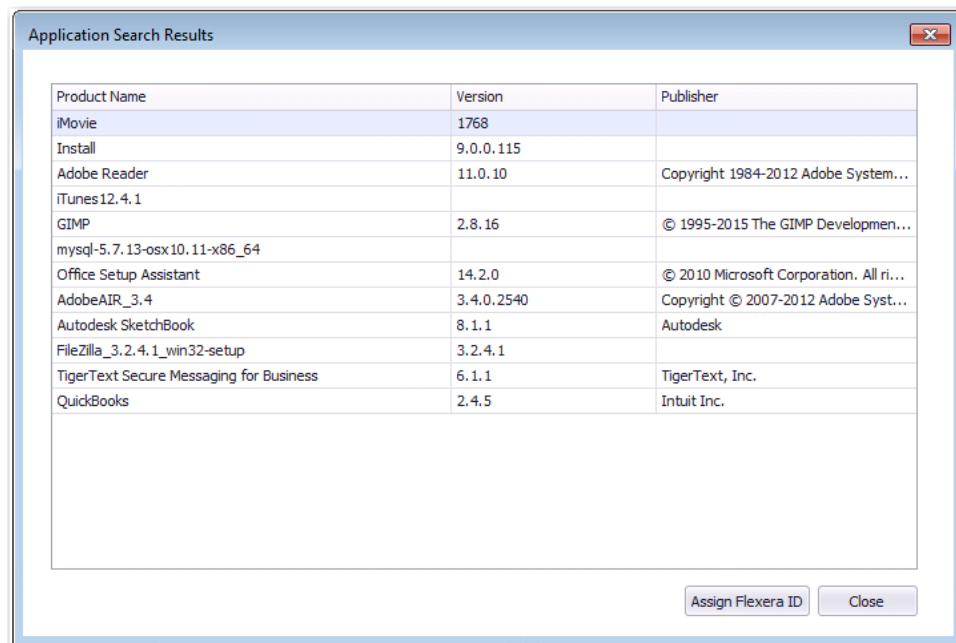 Application Search Results
Product Name Version Publisher
iMovie 1768
Install 9.0.0.115
Adobe Reader 11.0.10 Copyright 1984-2012 Adobe System...
iTunes12.4.1
GIMP 2.8.16 © 1995-2015 The GIMP Developmen...
mysql-5.7.13-osx10.11-x86_64
Office Setup Assistant 14.2.0 © 2010 Microsoft Corporation. All ri...
AdobeAIR_3.4 3.4.0.2540 Copyright © 2007-2012 Adobe Syst...
Autodesk SketchBook 8.1.1 Autodesk
FileZilla_3.2.4.1_win32-setup 3.2.4.1
TigerText Secure Messaging for Business 6.1.1 TigerText, Inc.
QuickBooks 2.4.5 Intuit Inc.
Assign Flexera ID Close